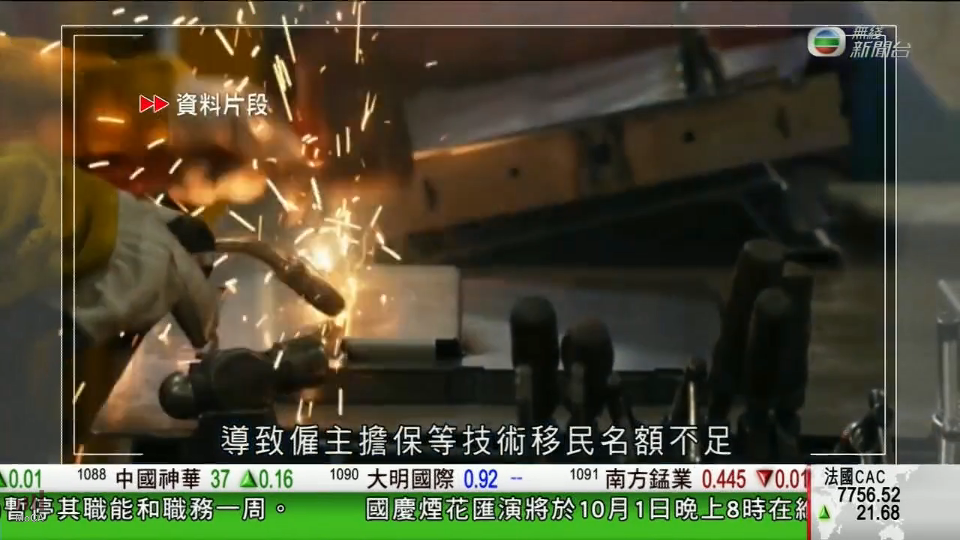 無綫
新聞台
資料片段
導致僱主擔保等技術移民名額不足
▲0.01 1088 中國神華 37 ▲0.16 1090 大明國際 0.92 -- 1091 南方錳業 0.445 ▼0.01
法國CAC
7756.52
▲ 21.68
暫停其職能和職務一周。 國慶煙花匯演將於10月1日晚上8時在